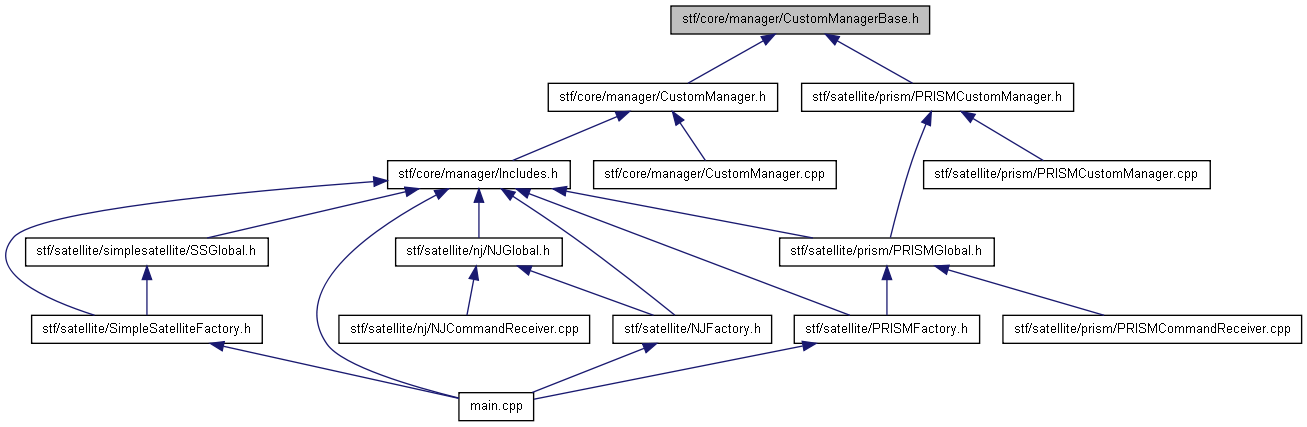 stf/core/manager/CustomManagerBase.h
stf/core/manager/CustomManager.h
stf/satellite/prism/PRISMCustomManager.h
stf/core/manager/Includes.h
stf/core/manager/CustomManager.cpp
stf/satellite/prism/PRISMCustomManager.cpp
stf/satellite/simplesatellite/SSGlobal.h
stf/satellite/nj/NJGlobal.h
stf/satellite/prism/PRISMGlobal.h
stf/satellite/SimpleSatelliteFactory.h
stf/satellite/nj/NJCommandReceiver.cpp
stf/satellite/NJFactory.h
stf/satellite/PRISMFactory.h
stf/satellite/prism/PRISMCommandReceiver.cpp
main.cpp